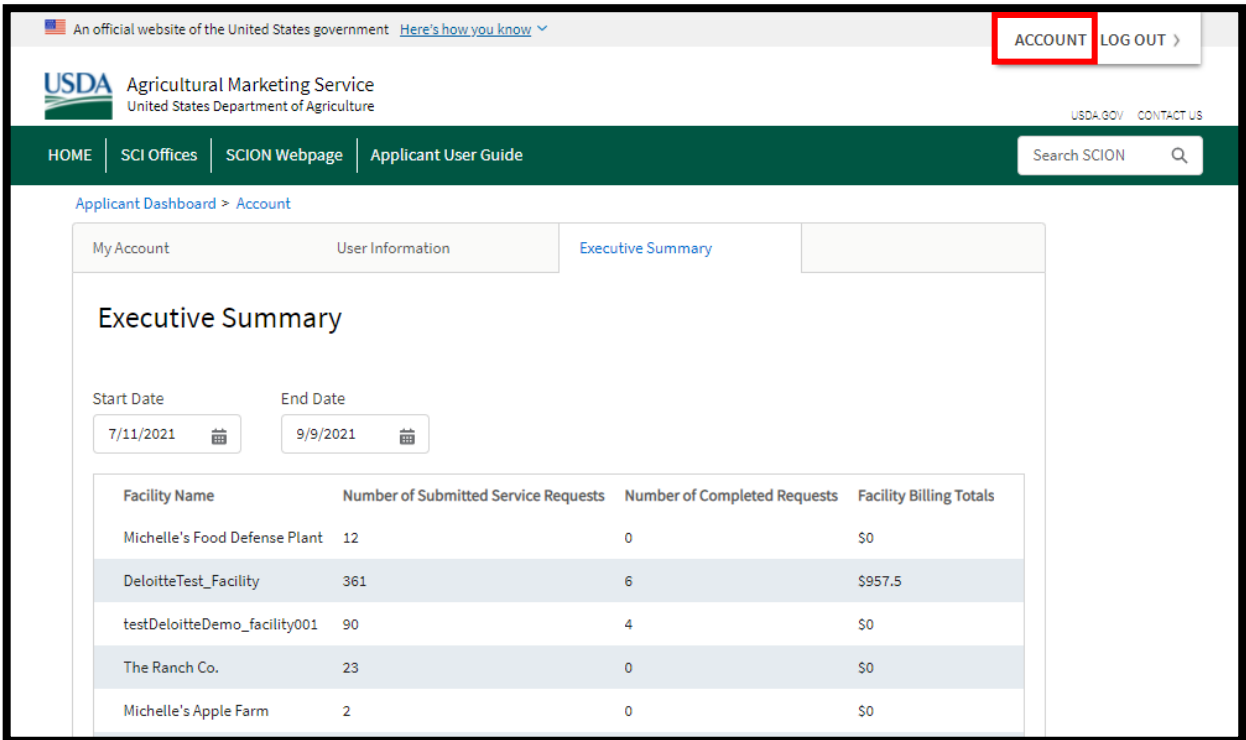 An official website of the United States government Here's how you know
ACCOUNT LOG OUT >
USDA Agricultural Marketing Service
United States Department of Agriculture
USDA.GOV CONTACT US
HOME SCI Offices SCION Webpage Applicant User Guide Search SCION
Applicant Dashboard > Account
My Account User Information Executive Summary
Executive Summary
Start Date End Date
7/11/2021 9/9/2021
Facility Name Number of Submitted Service Requests Number of Completed Requests Facility Billing Totals
Michelle's Food Defense Plant 12 0 $0
DeloitteTest_Facility 361 6 $957.5
testDeloitteDemo_facility001 90 4 $0
The Ranch Co. 23 0 $0
Michelle's Apple Farm 2 0 $0